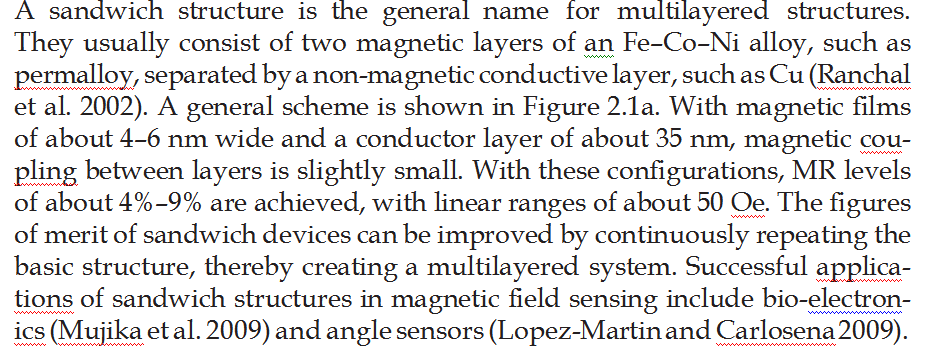 A sandwich structure is the general name for multilayered structures.
They usually consist of two magnetic layers of an Fe–Co–Ni alloy, such as
permalloy, separated by a non-magnetic conductive layer, such as Cu (Ranchal
et al. 2002). A general scheme is shown in Figure 2.1a. With magnetic films
of about 4–6 nm wide and a conductor layer of about 35 nm, magnetic cou-
pling between layers is slightly small. With these configurations, MR levels
of about 4%–9% are achieved, with linear ranges of about 50 Oe. The figures
of merit of sandwich devices can be improved by continuously repeating the
basic structure, thereby creating a multilayered system. Successful applica-
tions of sandwich structures in magnetic field sensing include bio-electron-
ics (Mujika et al. 2009) and angle sensors (Lopez-Martin and Carlosena 2009).